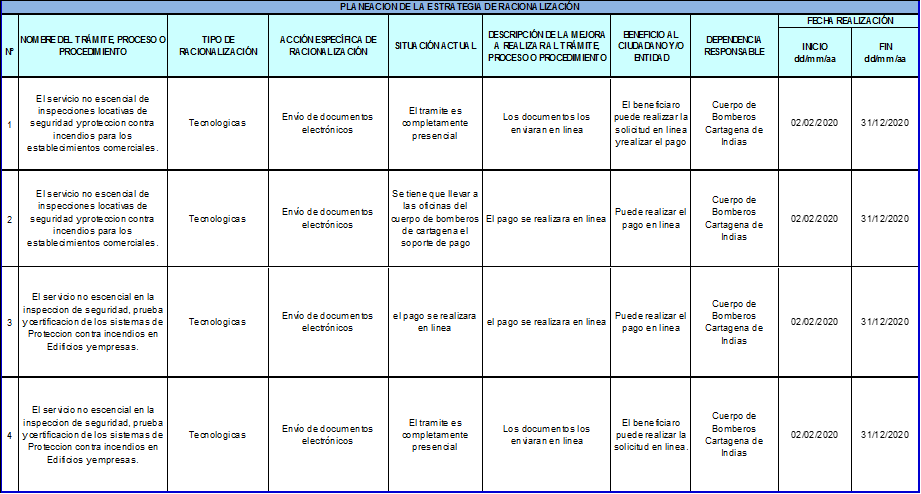 PLANEACION DE LA ESTRATEGIA DE RACIONALIZACIÓN
N°
NOMBRE DEL TRÁMITE, PROCESO O
PROCEDIMIENTO
TIPO DE
RACIONALIZACIÓN
ACCIÓN ESPECÍFICA DE
RACIONALIZACIÓN
SITUACIÓN ACTUAL
DESCRIPCIÓN DE LA MEJORA
A REALIZAR AL TRÁMITE,
PROCESO O PROCEDIMIENTO
BENEFICIO AL
CIUDADANO Y/O
ENTIDAD
DEPENDENCIA
RESPONSABLE
FECHA REALIZACIÓN
INICIO
dd/mm/aa
FIN
dd/mm/aa
1
El servicio no escencial de
inspecciones locativas de
seguridad y proteccion contra
incendios para los
establecimientos comerciales.
Tecnologicas
Envío de documentos
electrónicos
El tramite es
completamente
presencial
Los documentos los
enviaran en linea
El beneficiaro
puede realizar la
solicitud en linea
y realizar el pago
Cuerpo de
Bomberos
Cartagena de
Indias
02/02/2020
31/12/2020
2
El servicio no escencial de
inspecciones locativas de
seguridad y proteccion contra
incendios para los
establecimientos comerciales.
Tecnologicas
Envío de documentos
electrónicos
Se tiene que llevar a
las oficinas del
cuerpo de bomberos
de cartagena el
soporte de pago
El pago se realizara en linea
Puede realizar el
pago en linea
Cuerpo de
Bomberos
Cartagena de
Indias
02/02/2020
31/12/2020
3
El servicio no escencial en la
inspeccion de seguridad, prueba
y certificacion de los sistemas de
Proteccion contra incendios en
Edificios y empresas.
Tecnologicas
Envío de documentos
electrónicos
el pago se realizara
en linea
el pago se realizara en linea
Puede realizar el
pago en linea
Cuerpo de
Bomberos
Cartagena de
Indias
02/02/2020
31/12/2020
4
El servicio no escencial en la
inspeccion de seguridad, prueba
y certificacion de los sistemas de
Proteccion contra incendios en
Edificios y empresas.
Tecnologicas
Envío de documentos
electrónicos
El tramite es
completamente
presencial
Los documentos los
enviaran en linea
El beneficiaro
puede realizar la
solicitud en linea.
Cuerpo de
Bomberos
Cartagena de
Indias
02/02/2020
31/12/2020